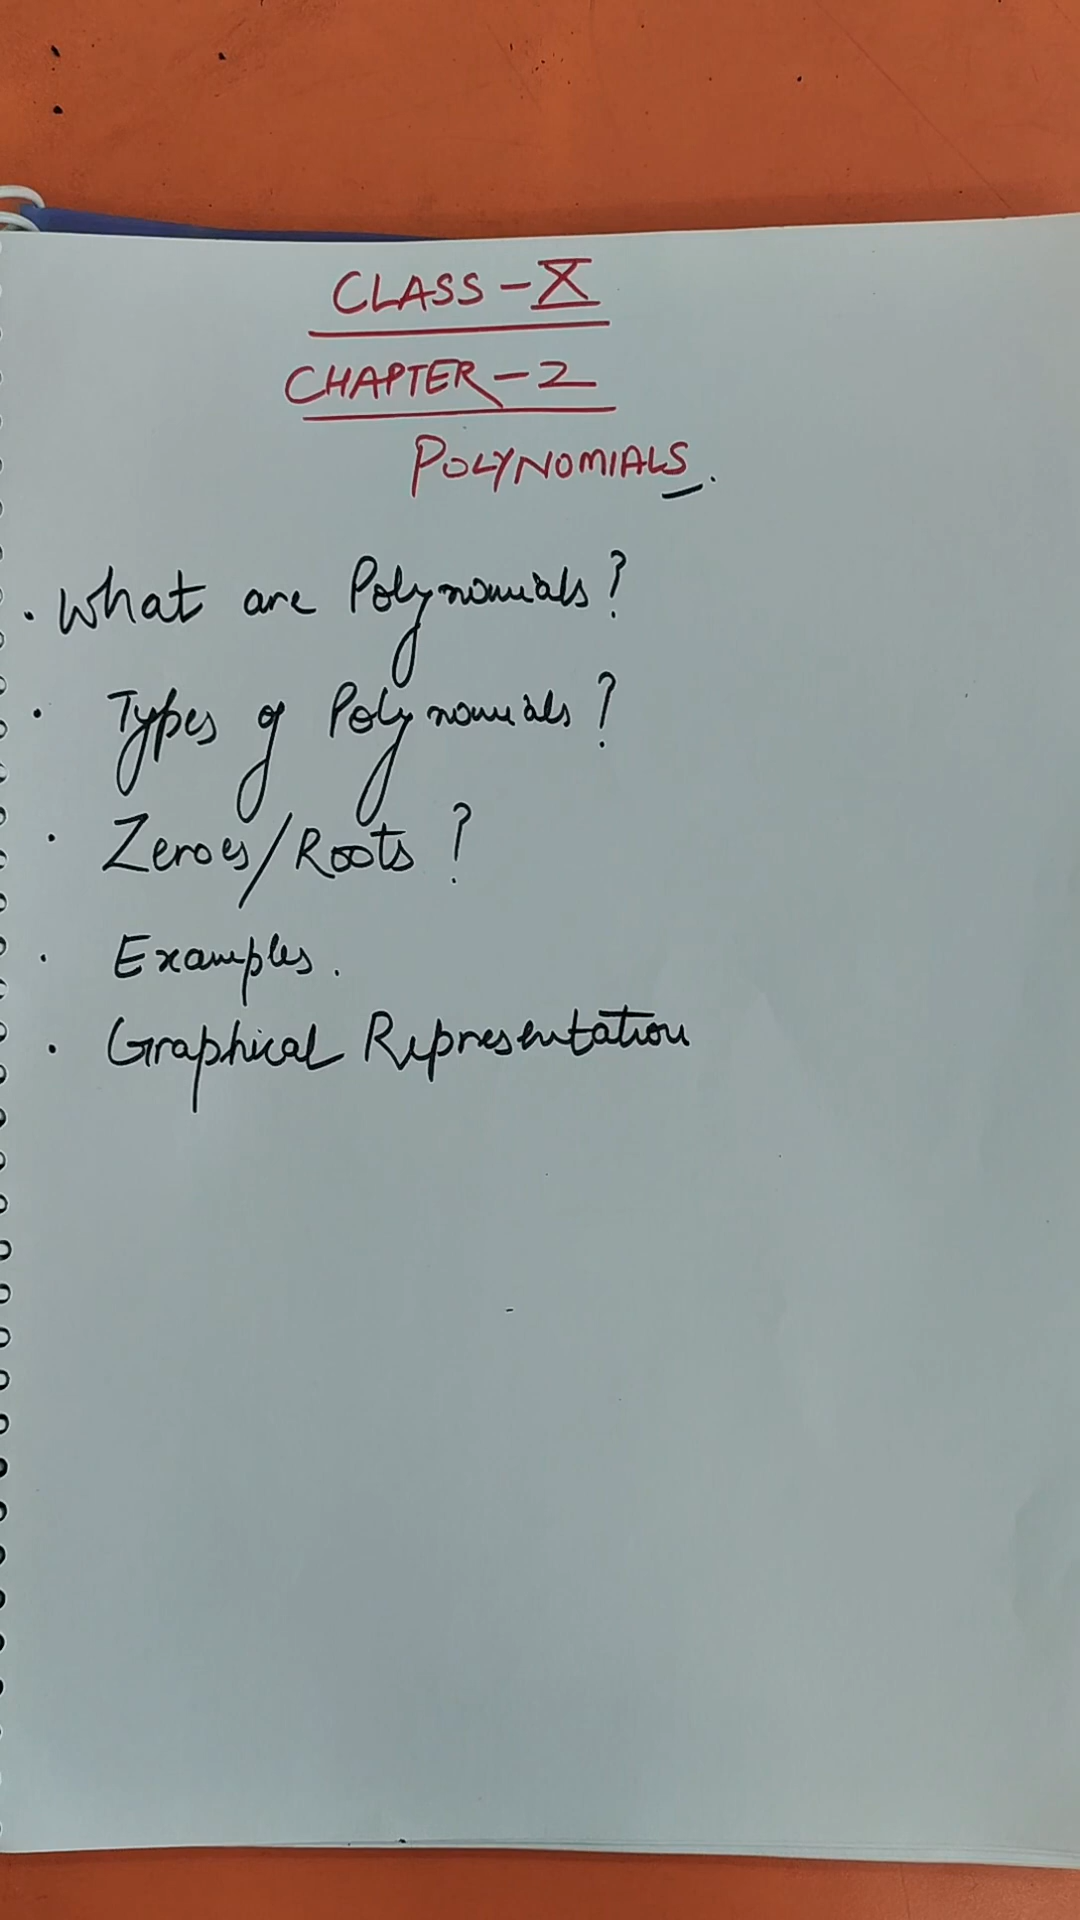 CLASS - X
CHAPTER - 2
POLYNOMIALS.
. What are Polynomials?
. Types of Polynomials?
. Zeroes/Roots?
. Examples.
. Graphical Representation